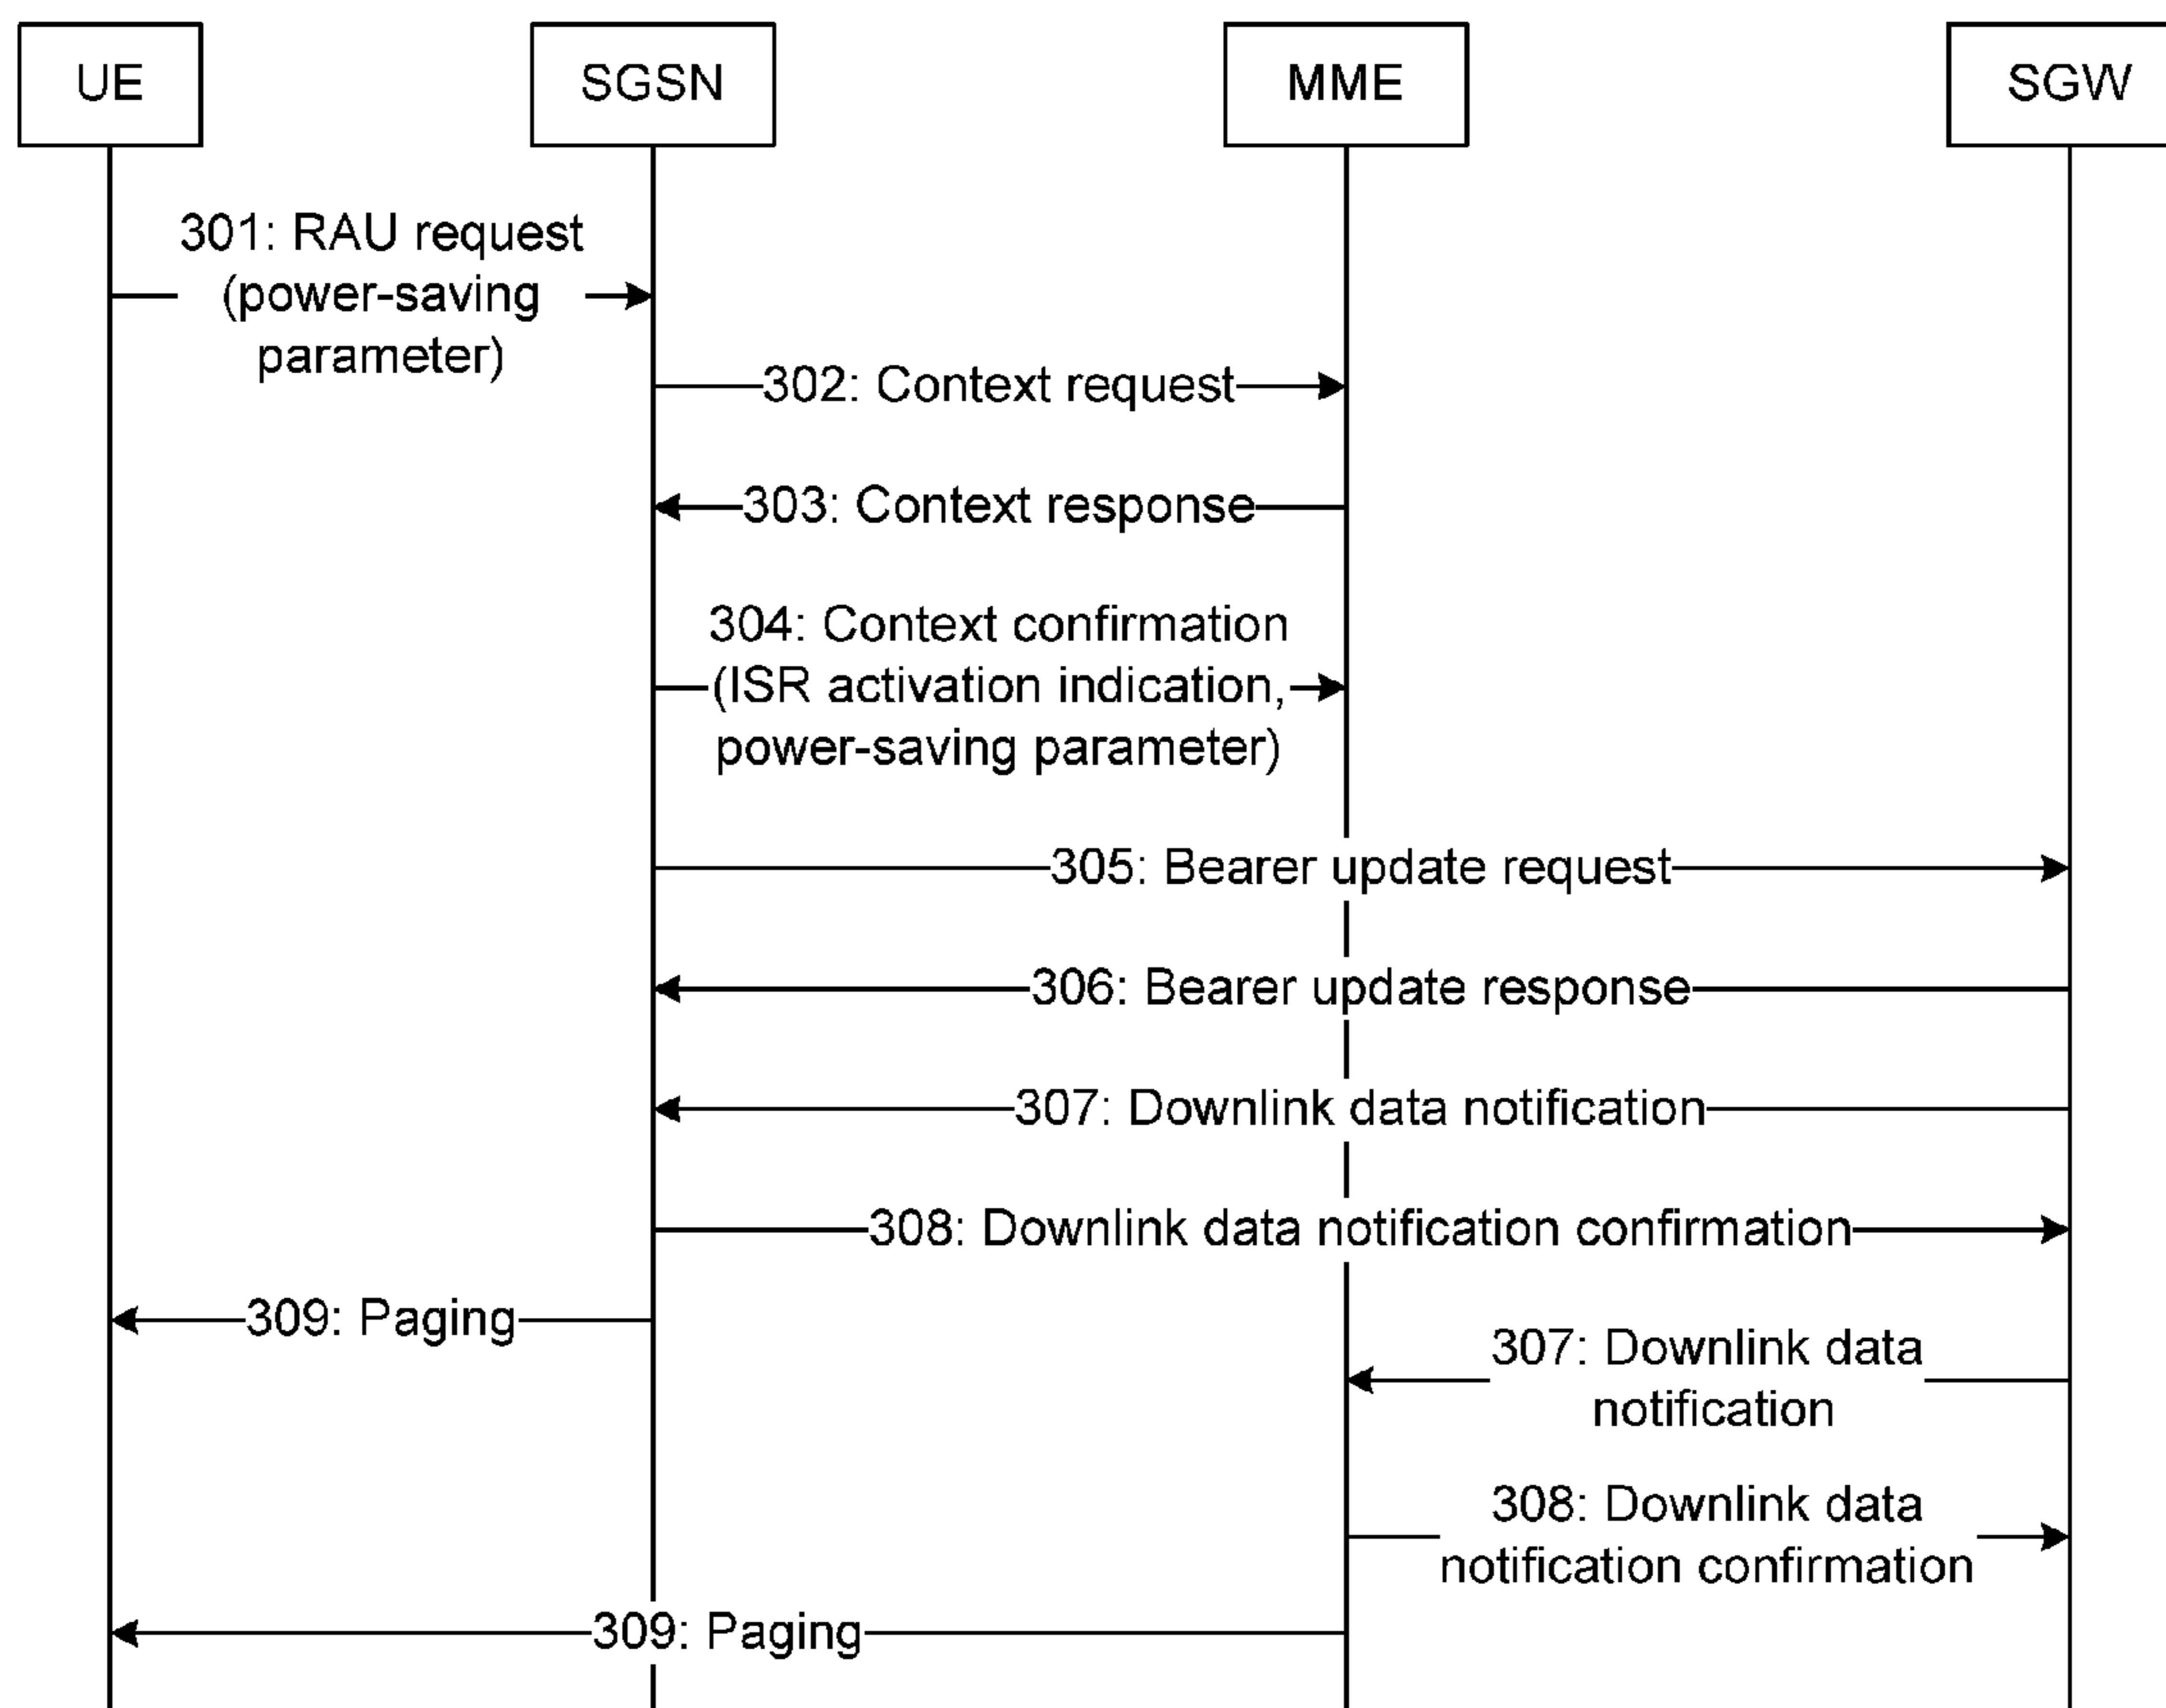 UE
SGSN
MME
SGW
301: RAU request
(power-saving
parameter)
302: Context request
303: Context response
304: Context confirmation
(ISR activation indication,
power-saving parameter)
305: Bearer update request
306: Bearer update response
307: Downlink data notification
308: Downlink data notification confirmation
309: Paging
307: Downlink data
notification
308: Downlink data
notification confirmation
309: Paging